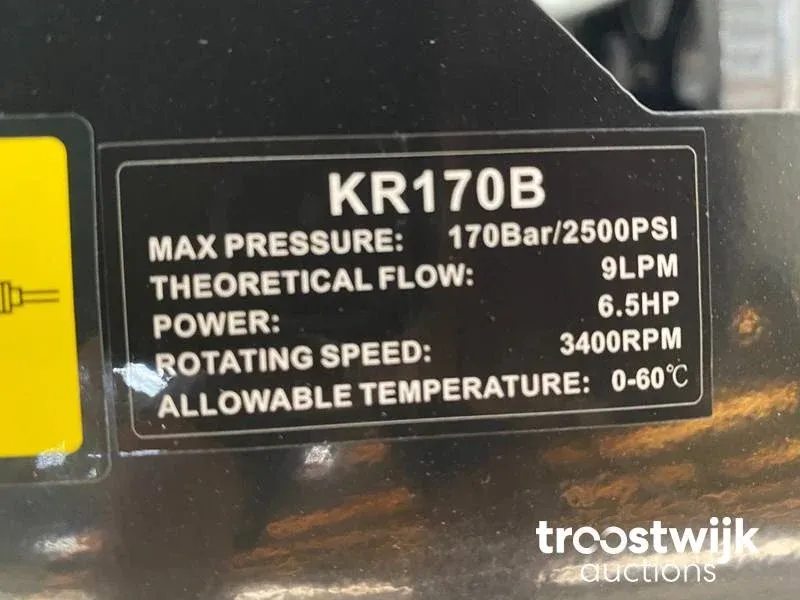 KR170B
MAX PRESSURE: 170Bar/2500PSI
THEORETICAL FLOW: 9LPM
POWER: 6.5HP
ROTATING SPEED: 3400RPM
ALLOWABLE TEMPERATURE: 0-60℃
troostwijk
auctions